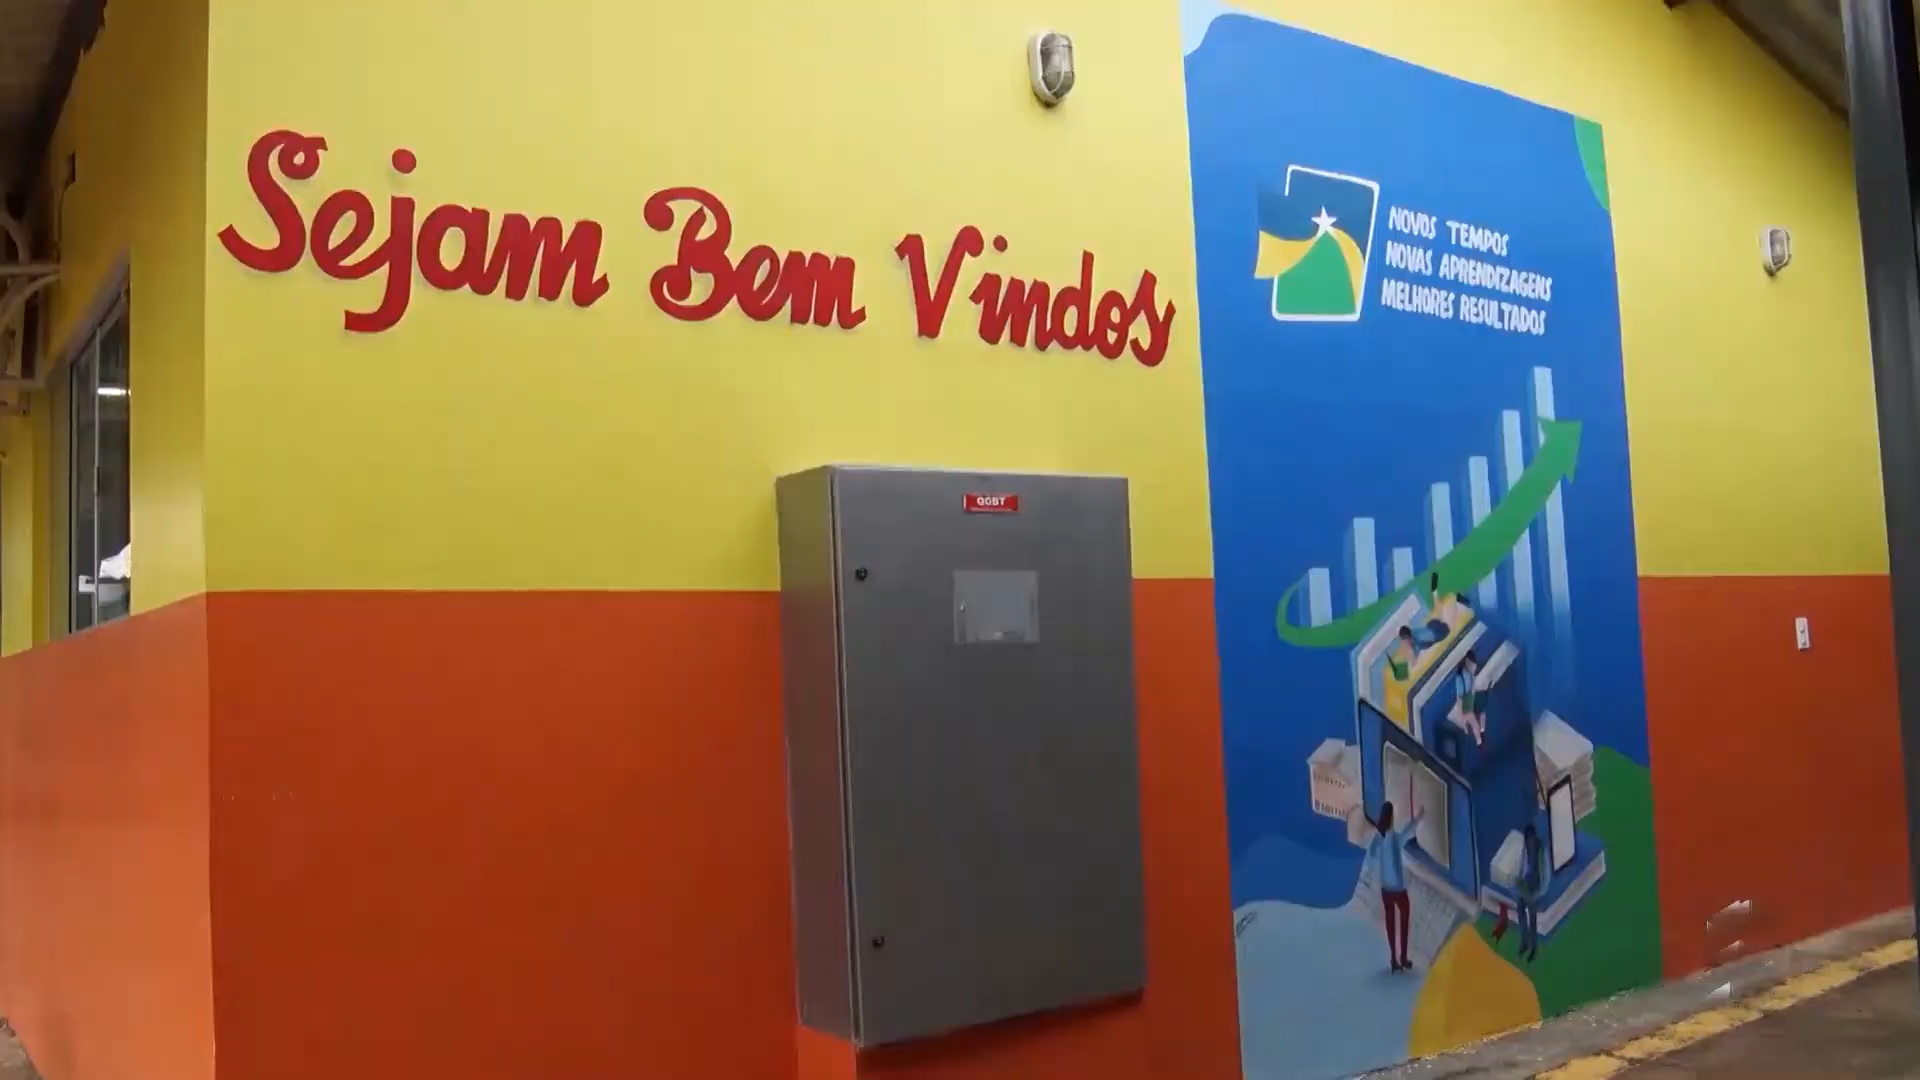 Sejam Bem Vindos
QGBT
NOVOS TEMPOS
NOVAS APRENDIZAGENS
MELHORES RESULTADOS